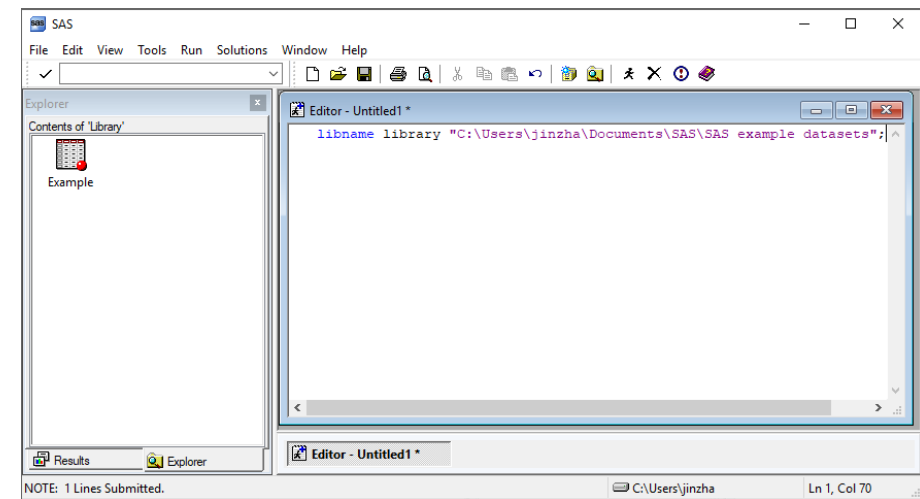 SAS
File Edit View Tools Run Solutions Window Help
Explorer
Contents of 'Library'
Example
Editor - Untitled1 *
libname library "C:\Users\jinzha\Documents\SAS\SAS example datasets";
Results
Explorer
Editor - Untitled1 *
NOTE: 1 Lines Submitted.
C:\Users\jinzha
Ln 1, Col 70